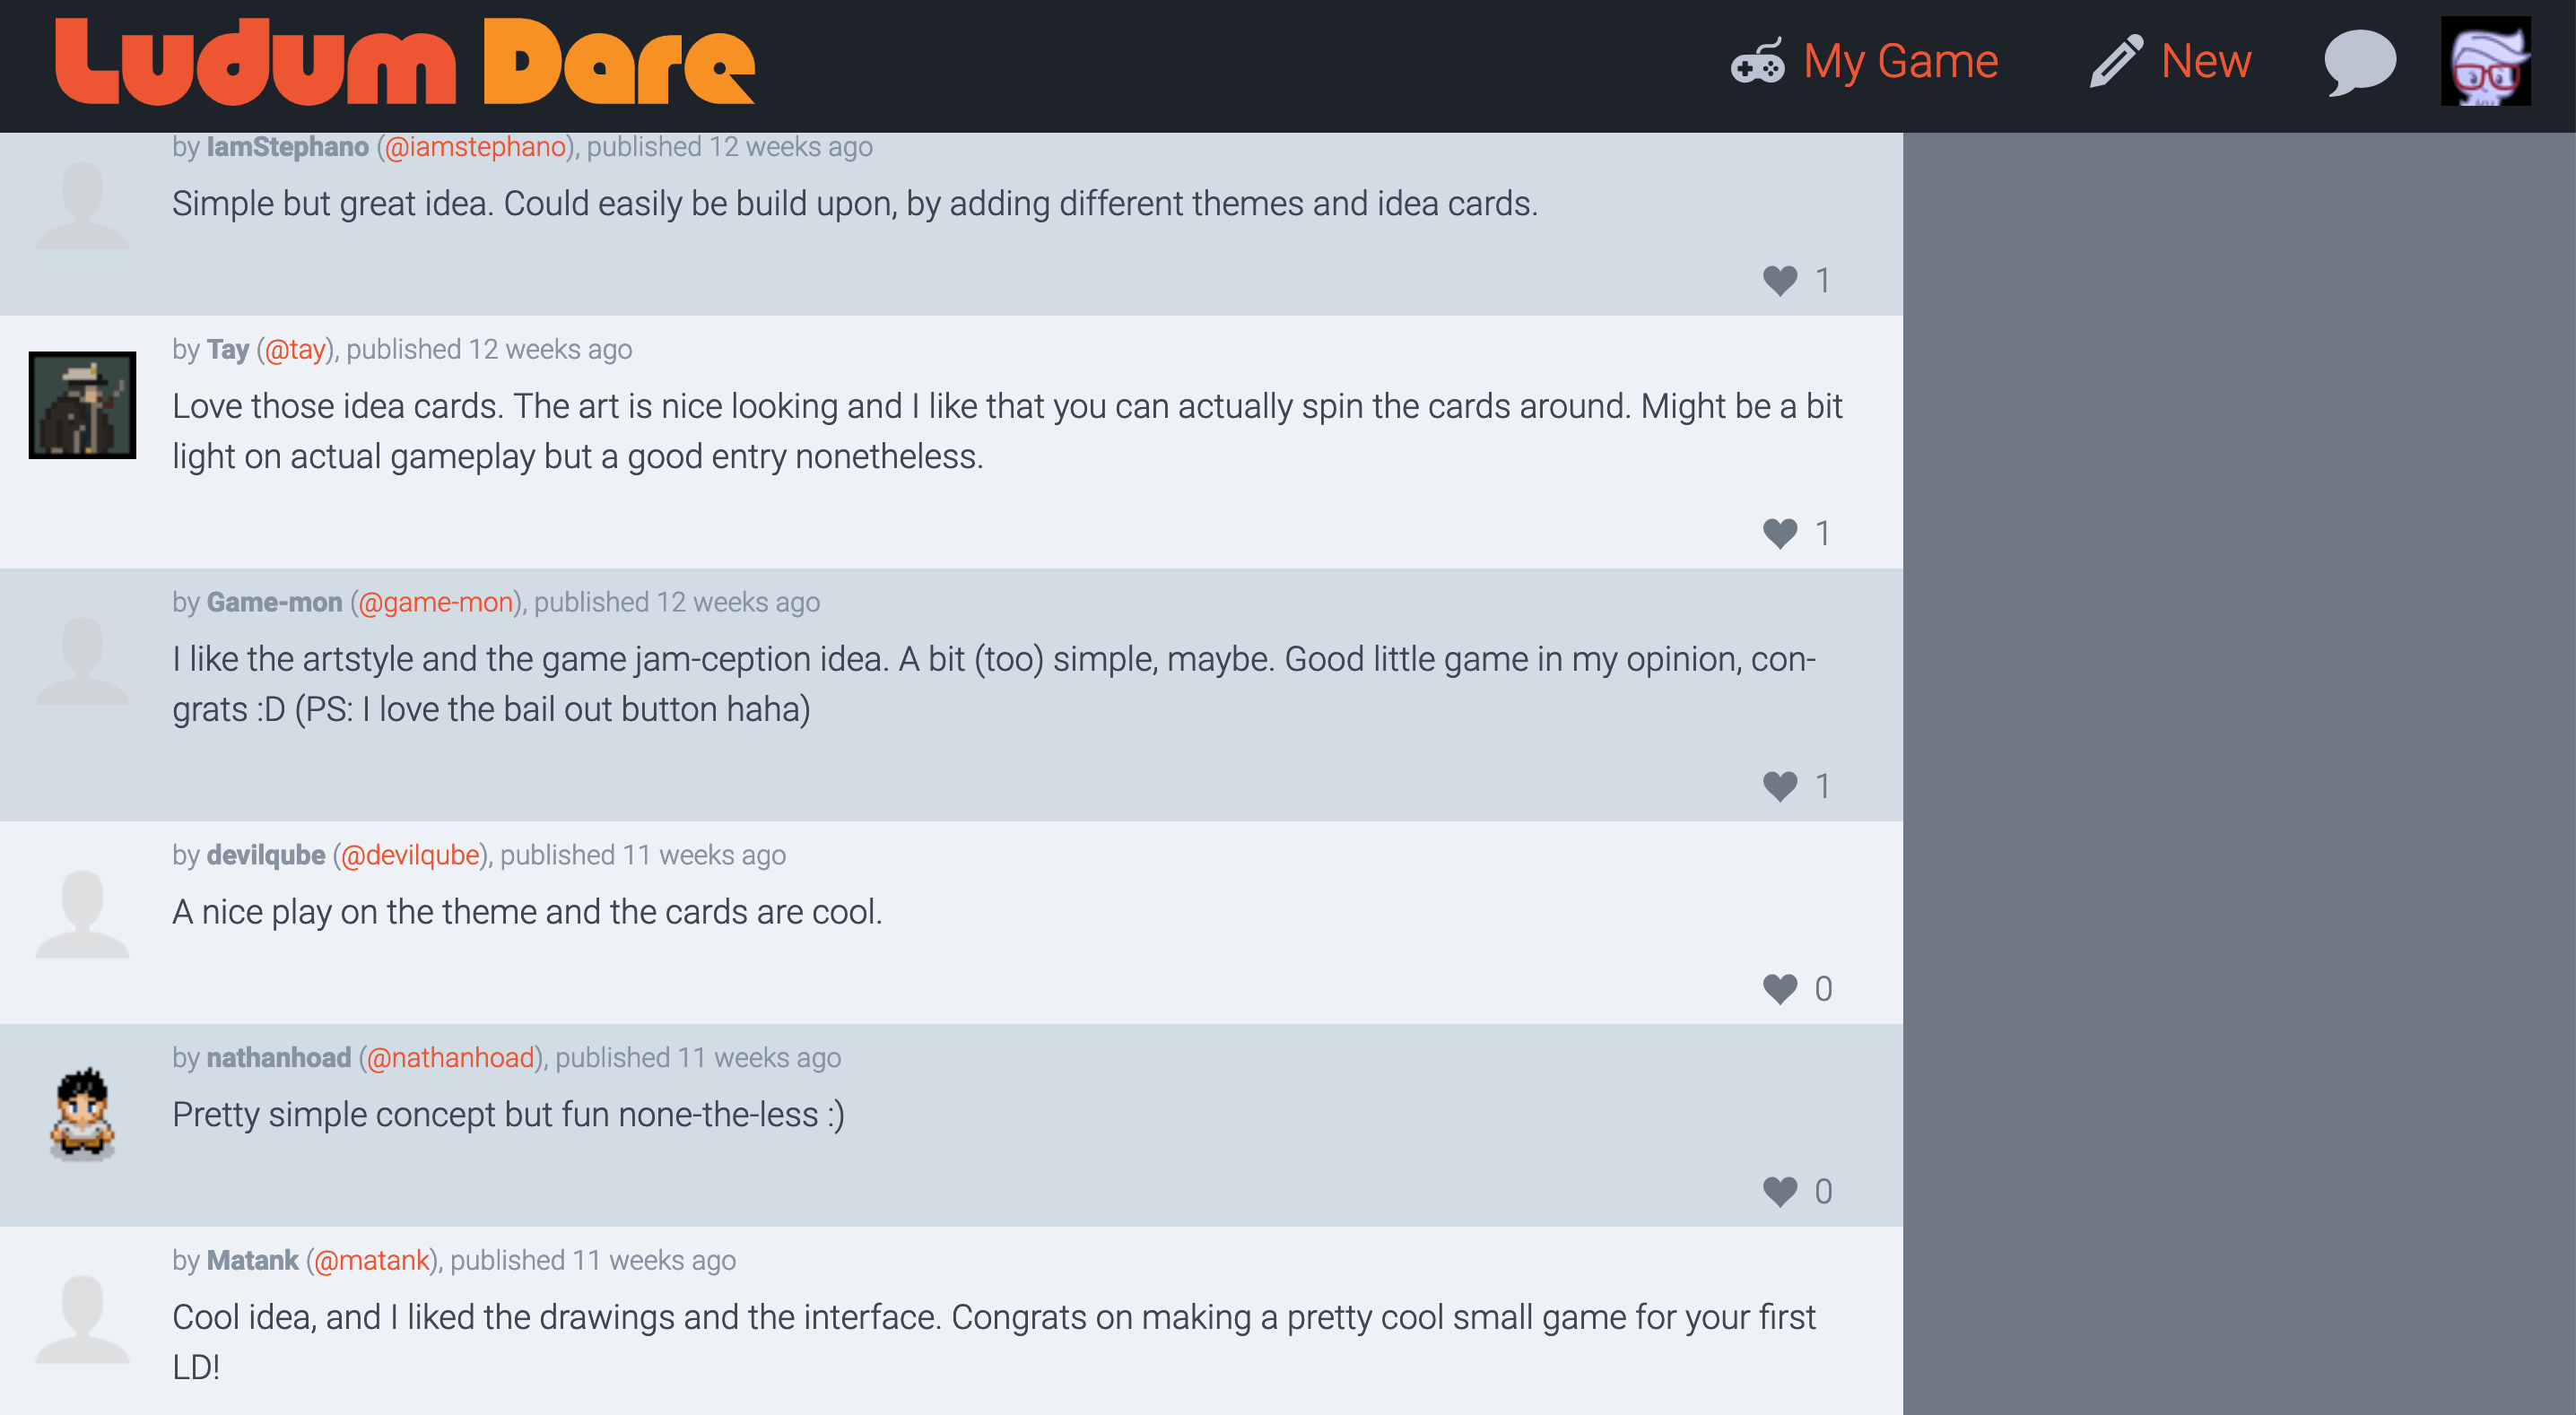 Ludum Dare
My Game
New
by IamStephano (@iamstephano), published 12 weeks ago
Simple but great idea. Could easily be build upon, by adding different themes and idea cards.
1
by Tay (@tay), published 12 weeks ago
Love those idea cards. The art is nice looking and I like that you can actually spin the cards around. Might be a bit
light on actual gameplay but a good entry nonetheless.
1
by Game-mon (@game-mon), published 12 weeks ago
I like the artstyle and the game jam-ception idea. A bit (too) simple, maybe. Good little game in my opinion, con-
grats :D (PS: I love the bail out button haha)
1
by devilqube (@devilqube), published 11 weeks ago
A nice play on the theme and the cards are cool.
0
by nathanhoad (@nathanhoad), published 11 weeks ago
Pretty simple concept but fun none-the-less :)
0
by Matank (@matank), published 11 weeks ago
Cool idea, and I liked the drawings and the interface. Congrats on making a pretty cool small game for your first
LD!